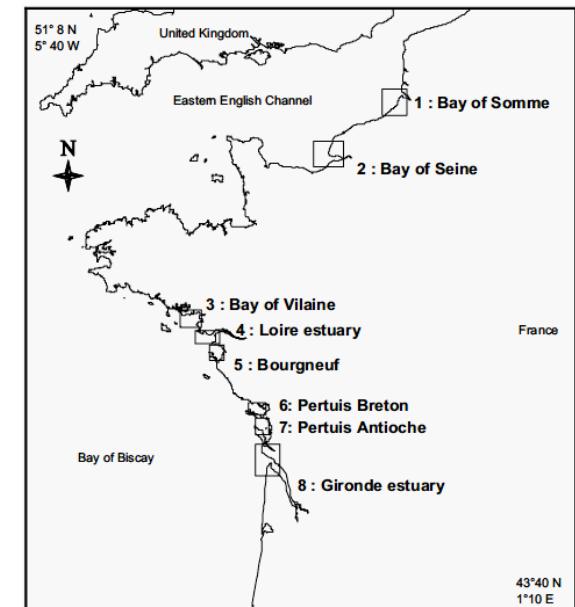 51° 8 N
5° 40 W
United Kingdom
Eastern English Channel
1 : Bay of Somme
N
2 : Bay of Seine
3 : Bay of Vilaine
4 : Loire estuary
France
5 : Bourgneuf
6: Pertuis Breton
7: Pertuis Antioche
Bay of Biscay
8 : Gironde estuary
43°40 N
1°10 E